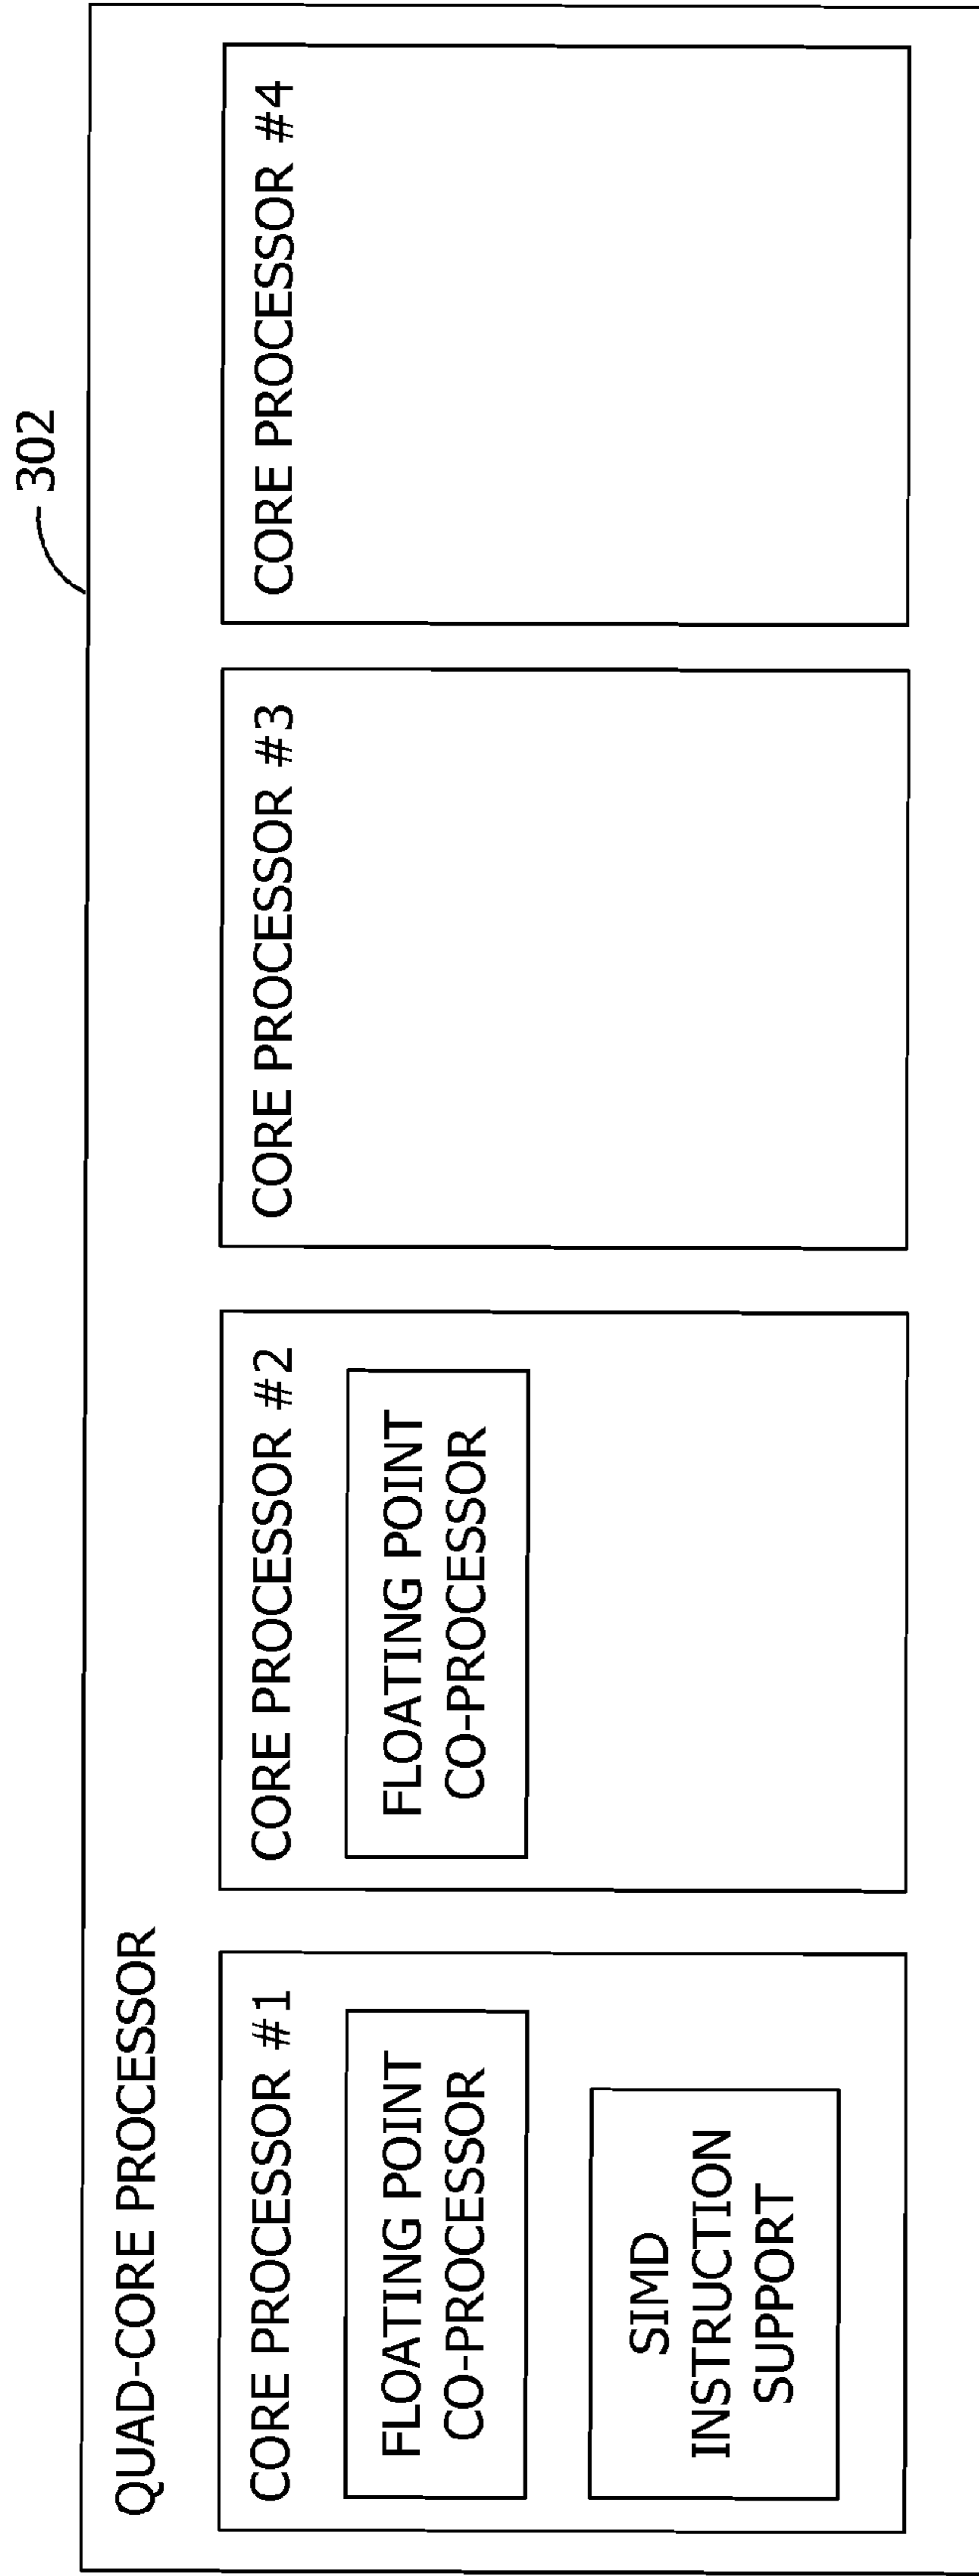 302
QUAD-CORE PROCESSOR
CORE PROCESSOR #1
FLOATING POINT
CO-PROCESSOR
SIMD
INSTRUCTION
SUPPORT
CORE PROCESSOR #2
FLOATING POINT
CO-PROCESSOR
CORE PROCESSOR #3
CORE PROCESSOR #4